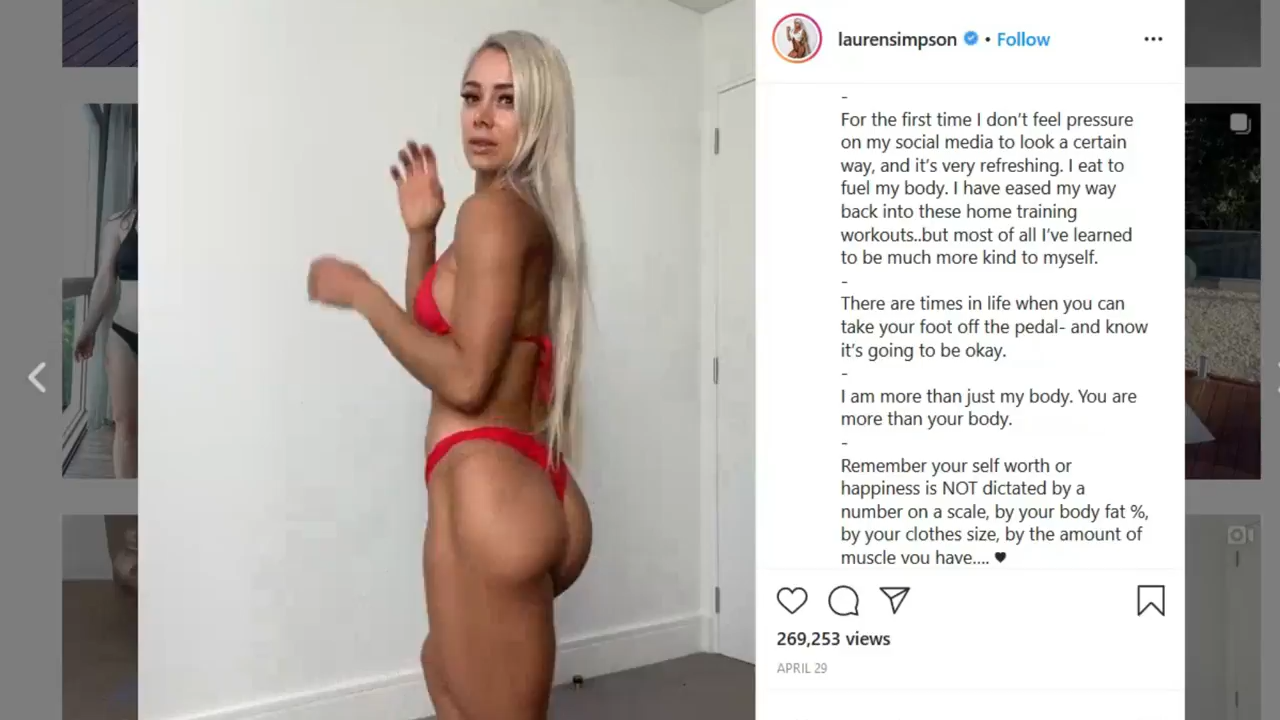 laurensimpson • Follow
-
For the first time I don't feel pressure
on my social media to look a certain
way, and it's very refreshing. I eat to
fuel my body. I have eased my way
back into these home training
workouts..but most of all I've learned
to be much more kind to myself.
-
There are times in life when you can
take your foot off the pedal- and know
it's going to be okay.
-
I am more than just my body. You are
more than your body.
-
Remember your self worth or
happiness is NOT dictated by a
number on a scale, by your body fat %,
by your clothes size, by the amount of
muscle you have.... ♥
269,253 views
APRIL 29